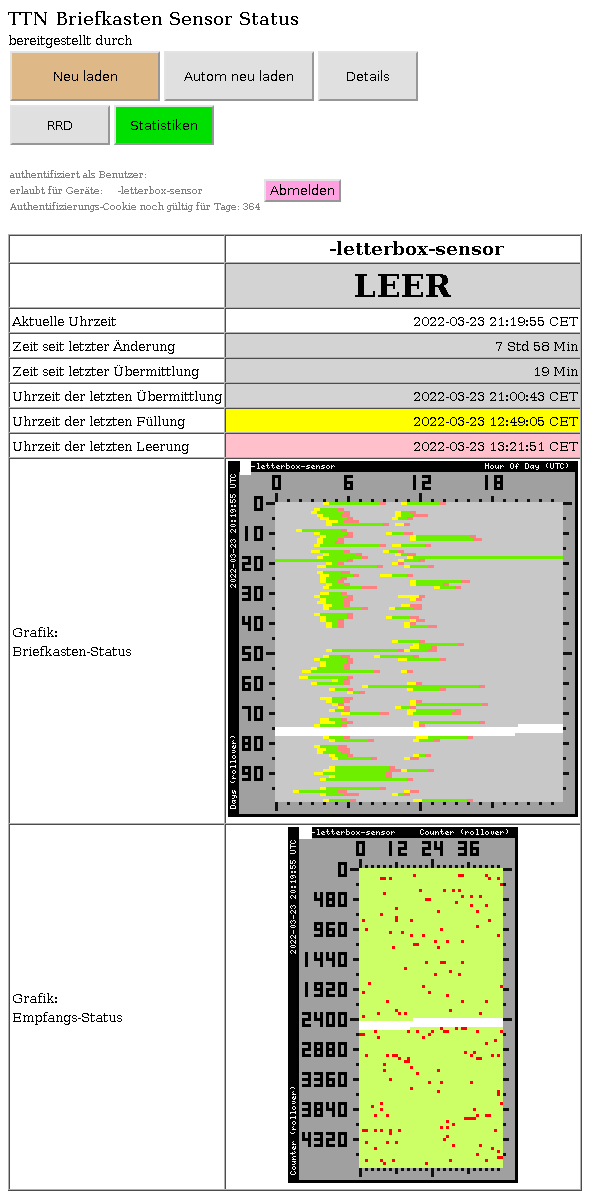 TTN Briefkasten Sensor Status
bereitgestellt durch
Neu laden
Autom neu laden
Details
RRD
Statistiken
authentifiziert als Benutzer:
erlaubt für Geräte: -letterbox-sensor
Authentifizierungs-Cookie noch gültig für Tage: 364
Abmelden
-letterbox-sensor
LEER
Aktuelle Uhrzeit 2022-03-23 21:19:55 CET
Zeit seit letzter Änderung 7 Std 58 Min
Zeit seit letzter Übermittlung 19 Min
Uhrzeit der letzten Übermittlung 2022-03-23 21:00:43 CET
Uhrzeit der letzten Füllung 2022-03-23 12:49:05 CET
Uhrzeit der letzten Leerung 2022-03-23 13:21:51 CET
Grafik:
Briefkasten-Status
-letterbox-sensor Hour Of Day (UTC)
0 6 12 18
0
10
20
30
40
50
60
70
80
90
2022-03-23 20:19:55 UTC
Days (rollover)
Grafik:
Empfangs-Status
-letterbox-sensor Counter (rollover)
0 12 24 36
0
480
960
1440
1920
2400
2880
3360
3840
4320
2022-03-23 20:19:55 UTC
Counter (rollover)